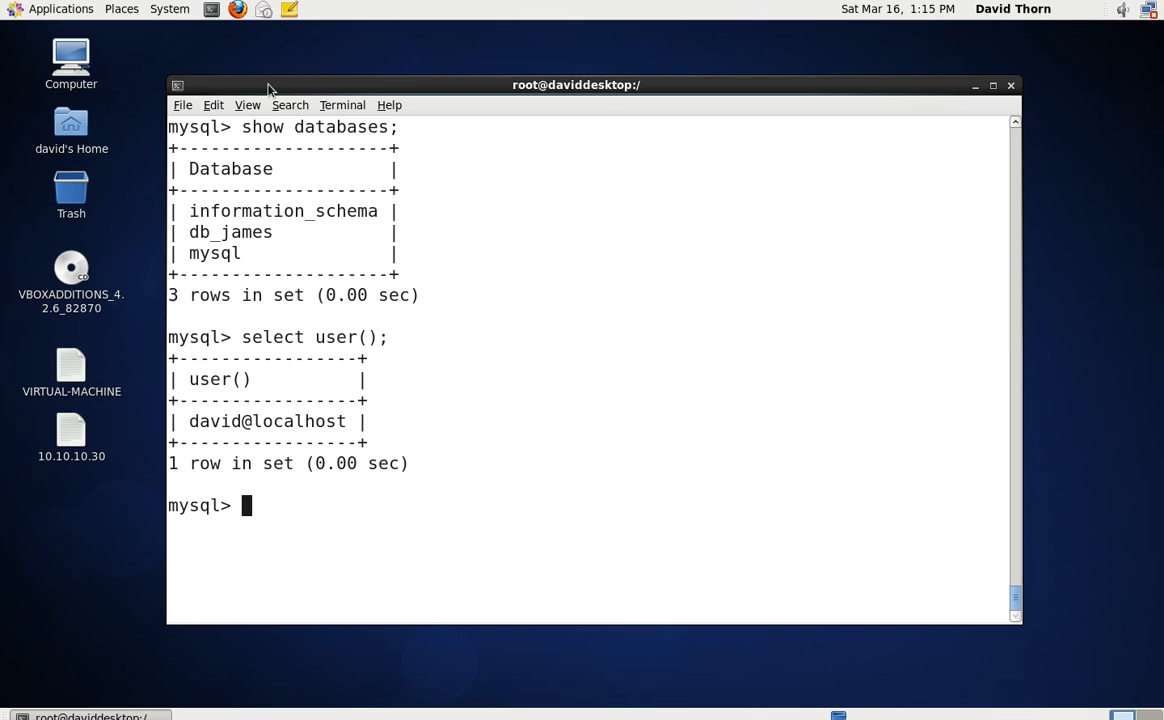 Applications Places System Sat Mar 16, 1:15 PM David Thorn
Computer
david's Home
Trash
CD
VBOXADDITIONS_4.
2.6_82870
VIRTUAL-MACHINE
10.10.10.30
root@daviddesktop:/
File Edit View Search Terminal Help
mysql> show databases;
+--------------------+
| Database           |
+--------------------+
| information_schema |
| db_james           |
| mysql              |
+--------------------+
3 rows in set (0.00 sec)
mysql> select user();
+-----------------+
| user()          |
+-----------------+
| david@localhost |
+-----------------+
1 row in set (0.00 sec)
mysql>
root@daviddesktop:/